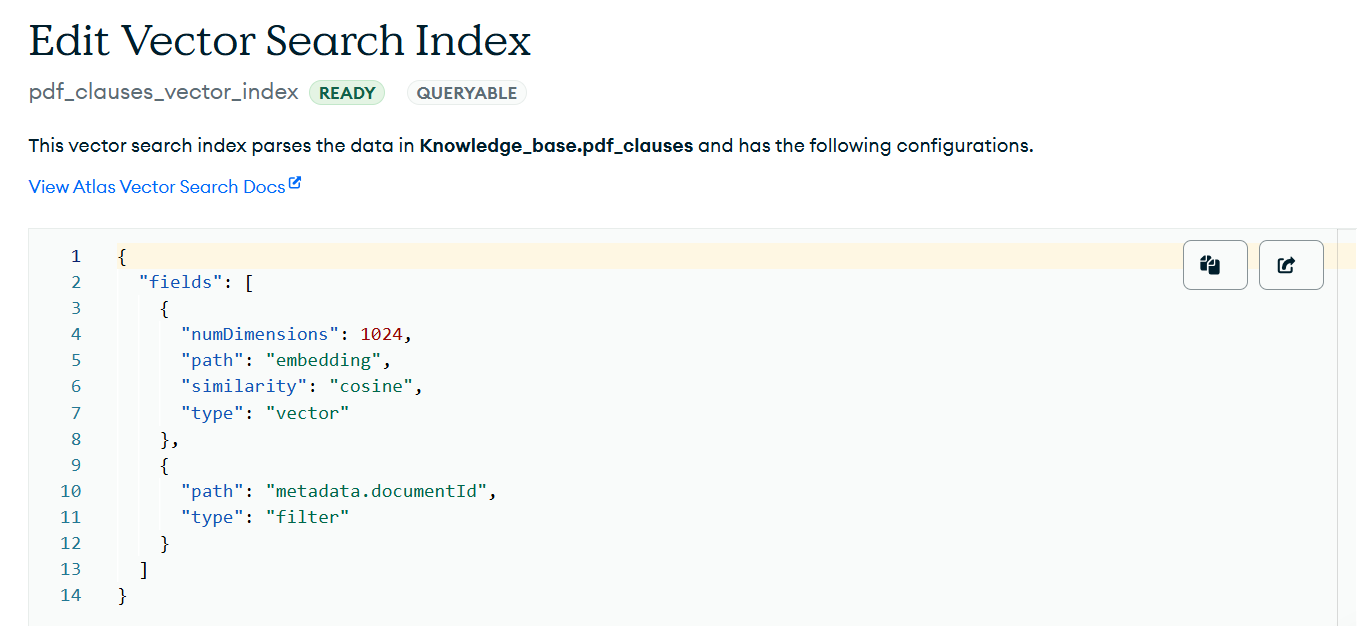 Edit Vector Search Index
pdf_clauses_vector_index READY QUERYABLE
This vector search index parses the data in Knowledge_base.pdf_clauses and has the following configurations.
View Atlas Vector Search Docs
1 {
2 "fields": [
3 {
4 "numDimensions": 1024,
5 "path": "embedding",
6 "similarity": "cosine",
7 "type": "vector"
8 },
9 {
10 "path": "metadata.documentId",
11 "type": "filter"
12 }
13 ]
14 }